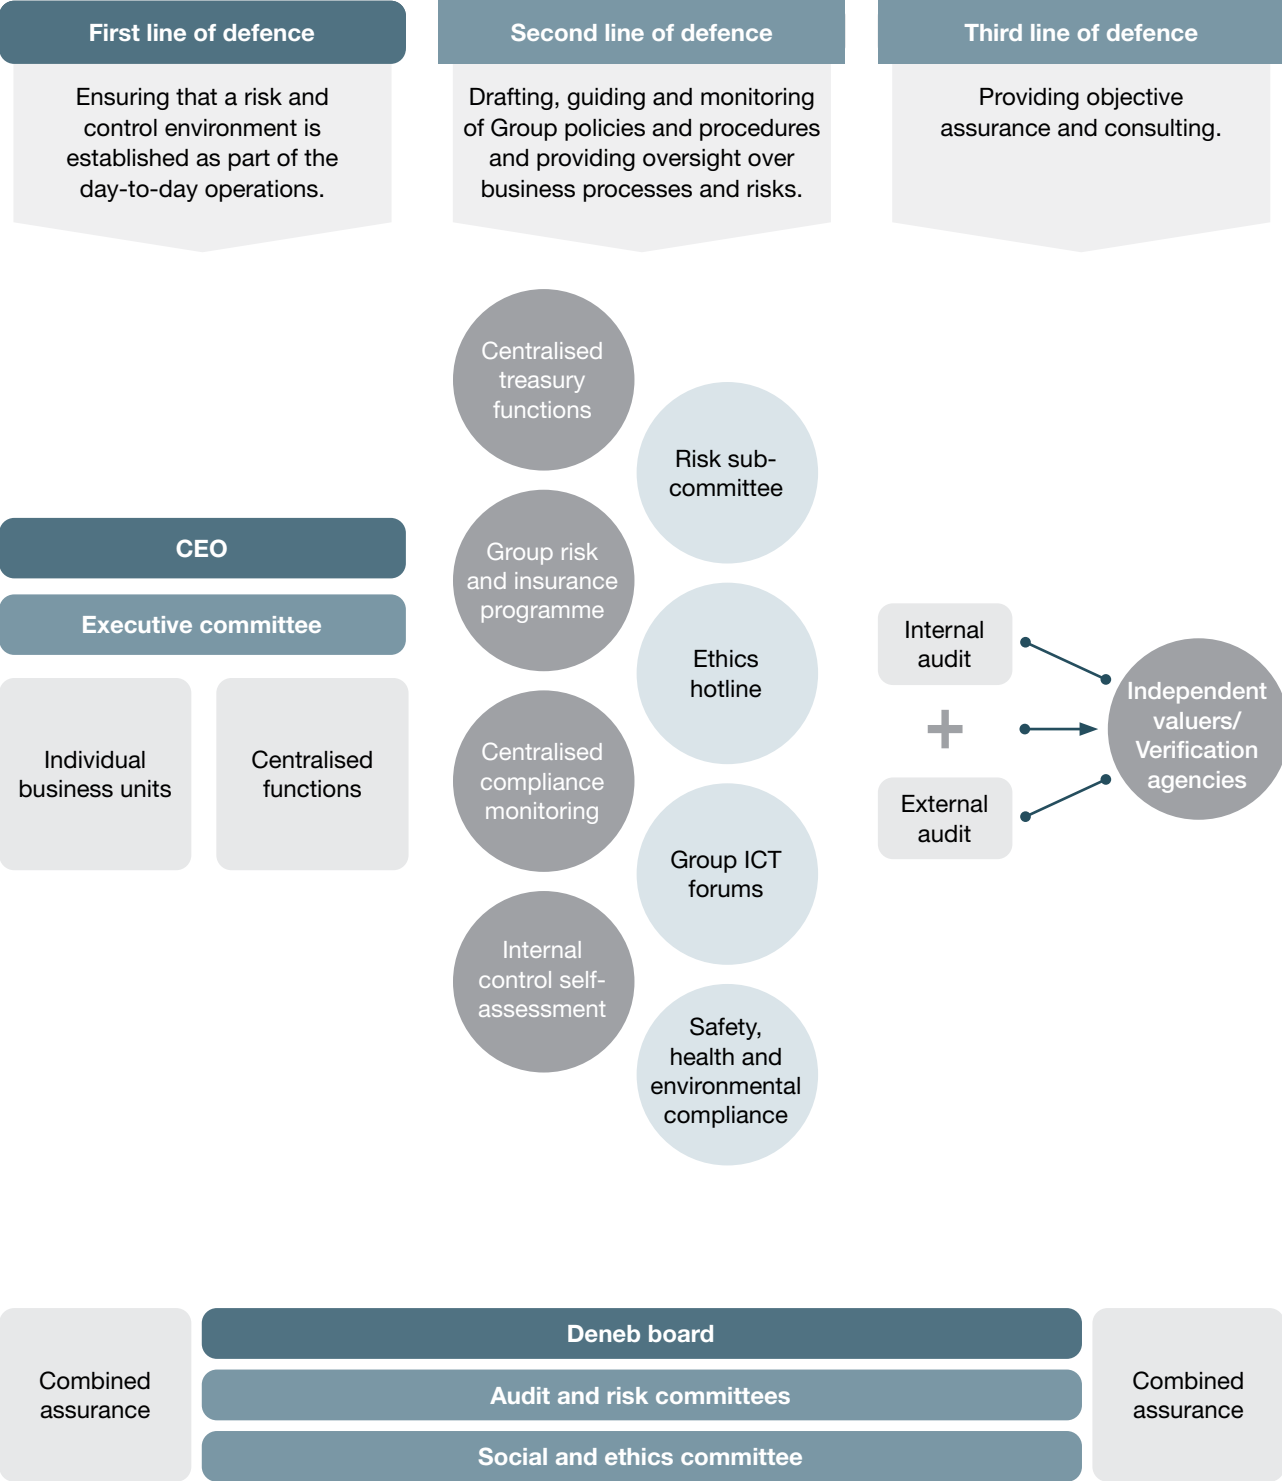 First line of defence
Ensuring that a risk and
control environment is
established as part of the
day-to-day operations.
Second line of defence
Drafting, guiding and monitoring
of Group policies and procedures
and providing oversight over
business processes and risks.
Third line of defence
Providing objective
assurance and consulting.
CEO
Executive committee
Individual
business units
Centralised
functions
Centralised
treasury
functions
Risk sub-
committee
Group risk
and insurance
programme
Ethics
hotline
Centralised
compliance
monitoring
Group ICT
forums
Internal
control self-
assessment
Safety,
health and
environmental
compliance
Internal
audit
+
External
audit
Independent
valuers/
Verification
agencies
Combined
assurance
Deneb board
Audit and risk committees
Social and ethics committee
Combined
assurance